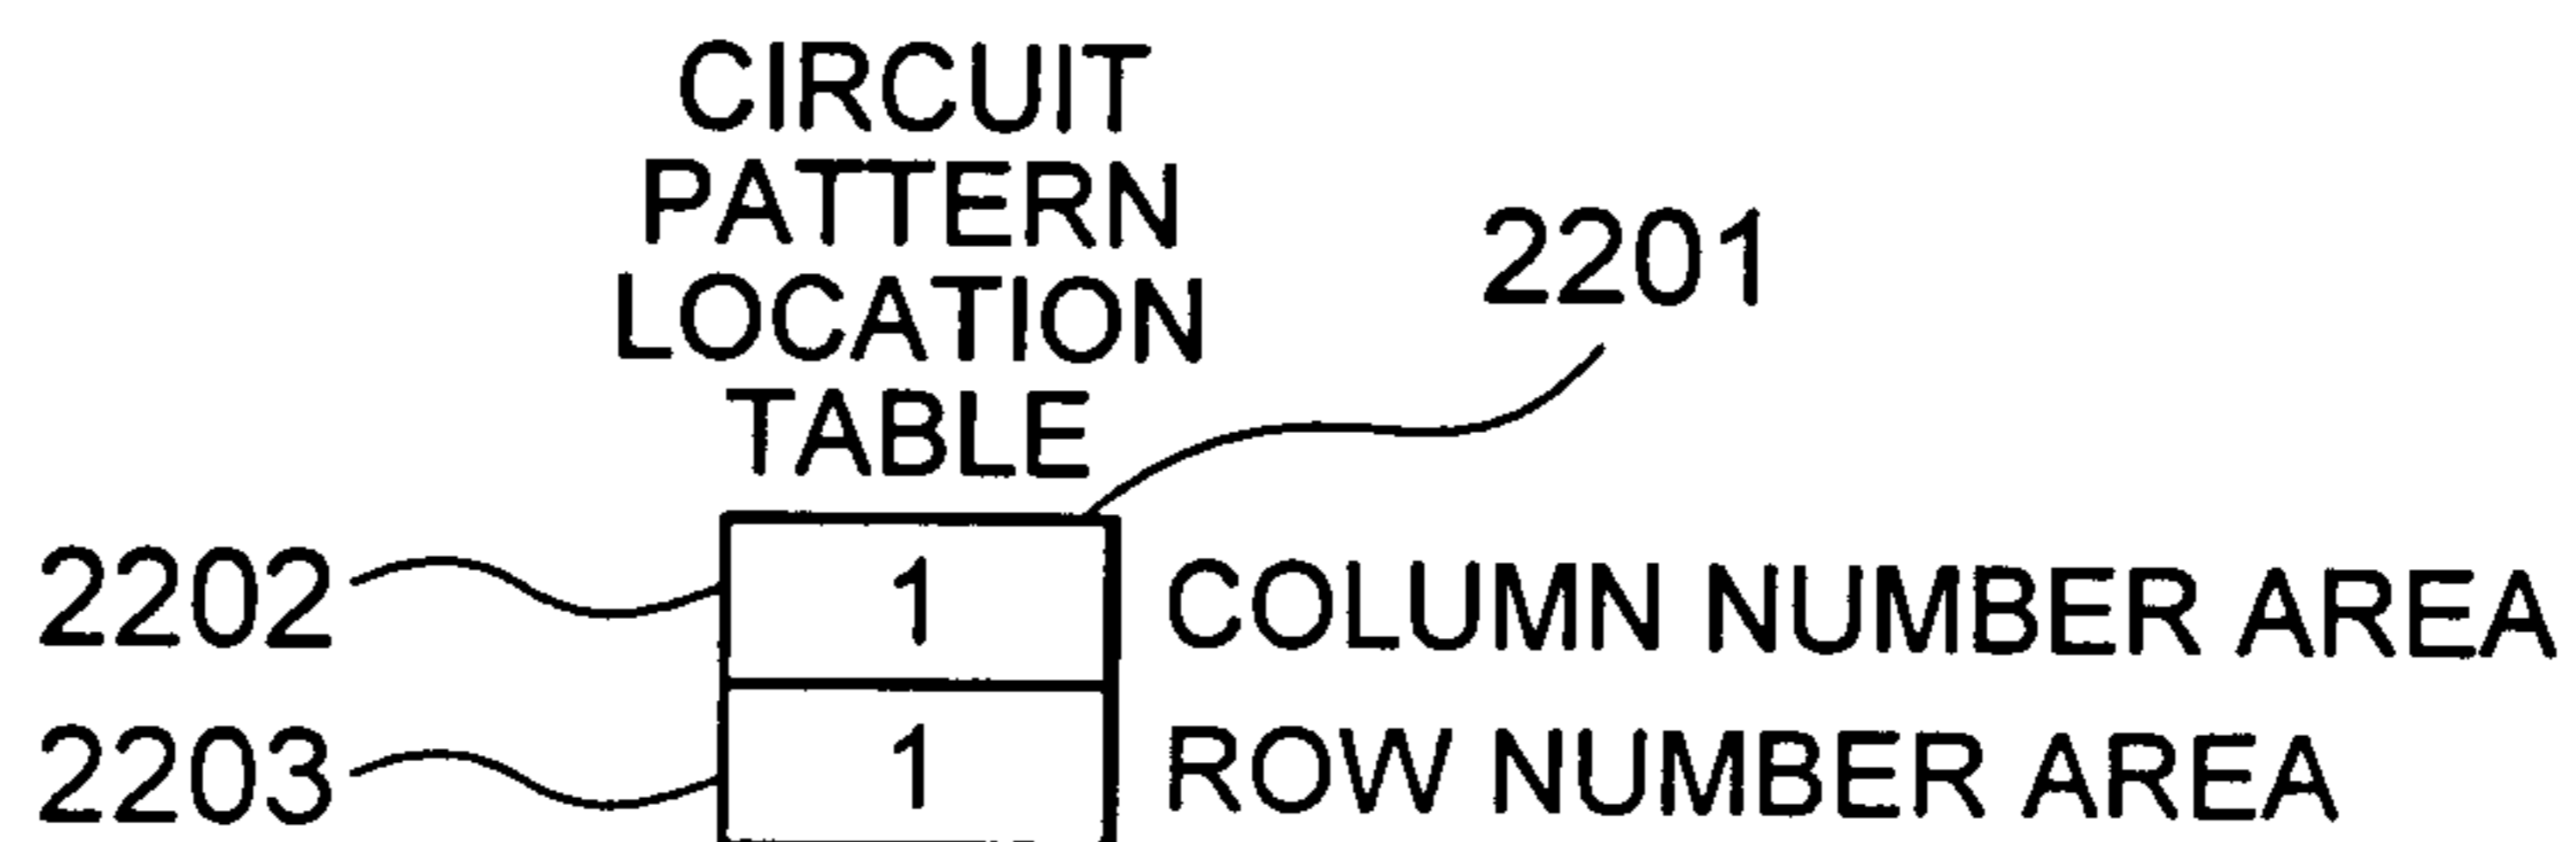 CIRCUIT
PATTERN
LOCATION
TABLE
2201
2202 1 COLUMN NUMBER AREA
2203 1 ROW NUMBER AREA